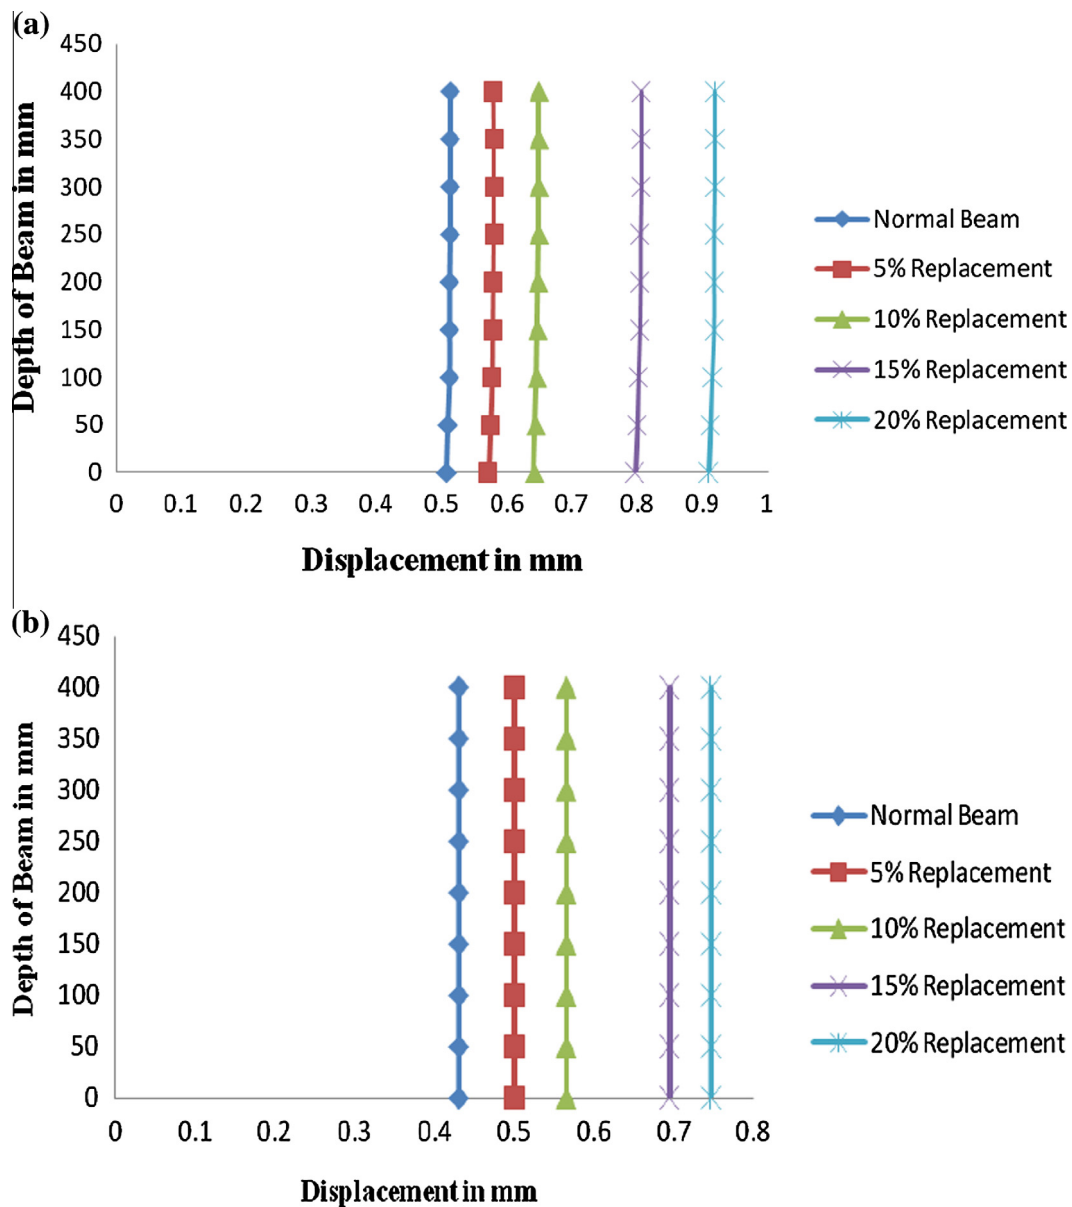 (a)
450
400
350
300
250
200
150
100
50
0
Depth of Beam in mm
0 0.1 0.2 0.3 0.4 0.5 0.6 0.7 0.8 0.9 1
Displacement in mm
Normal Beam
5% Replacement
10% Replacement
15% Replacement
20% Replacement
(b)
450
400
350
300
250
200
150
100
50
0
Depth of Beam in mm
0 0.1 0.2 0.3 0.4 0.5 0.6 0.7 0.8
Displacement in mm
Normal Beam
5% Replacement
10% Replacement
15% Replacement
20% Replacement